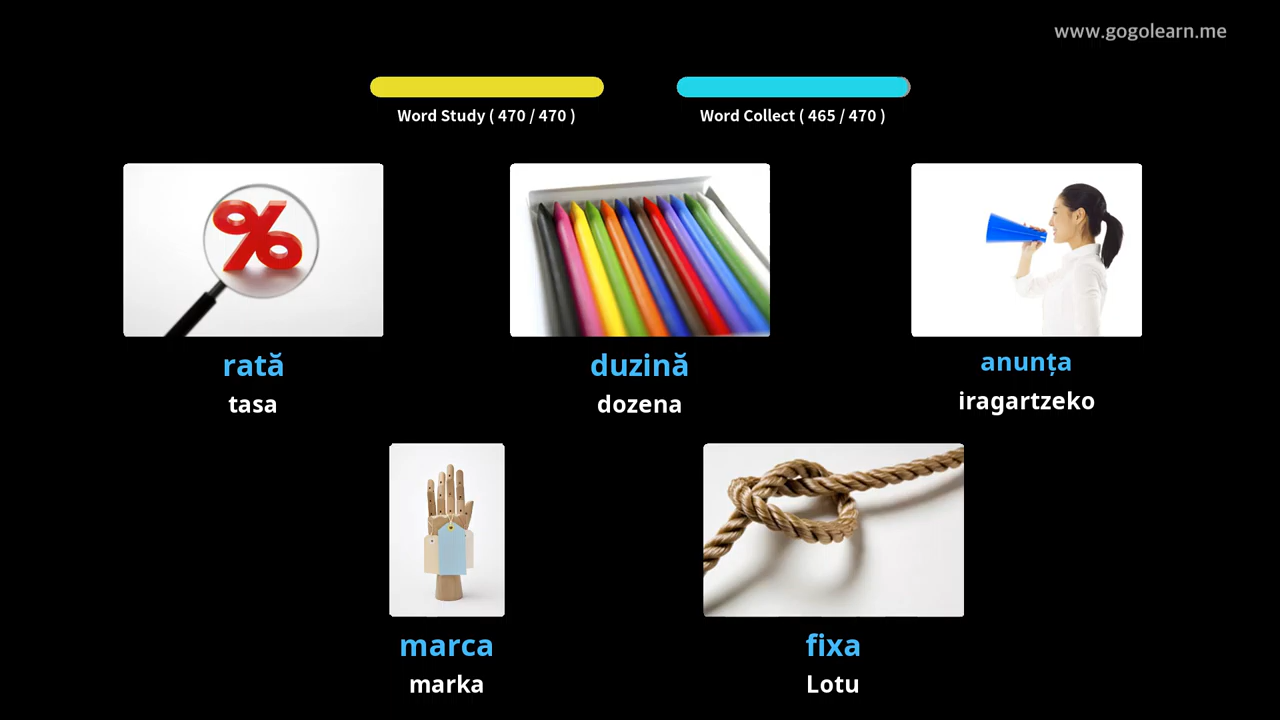 www.gogolearn.me
Word Study ( 470 / 470 )
Word Collect ( 465 / 470 )
rată
tasa
duzină
dozena
anunța
iragartzeko
marca
marka
fixa
Lotu